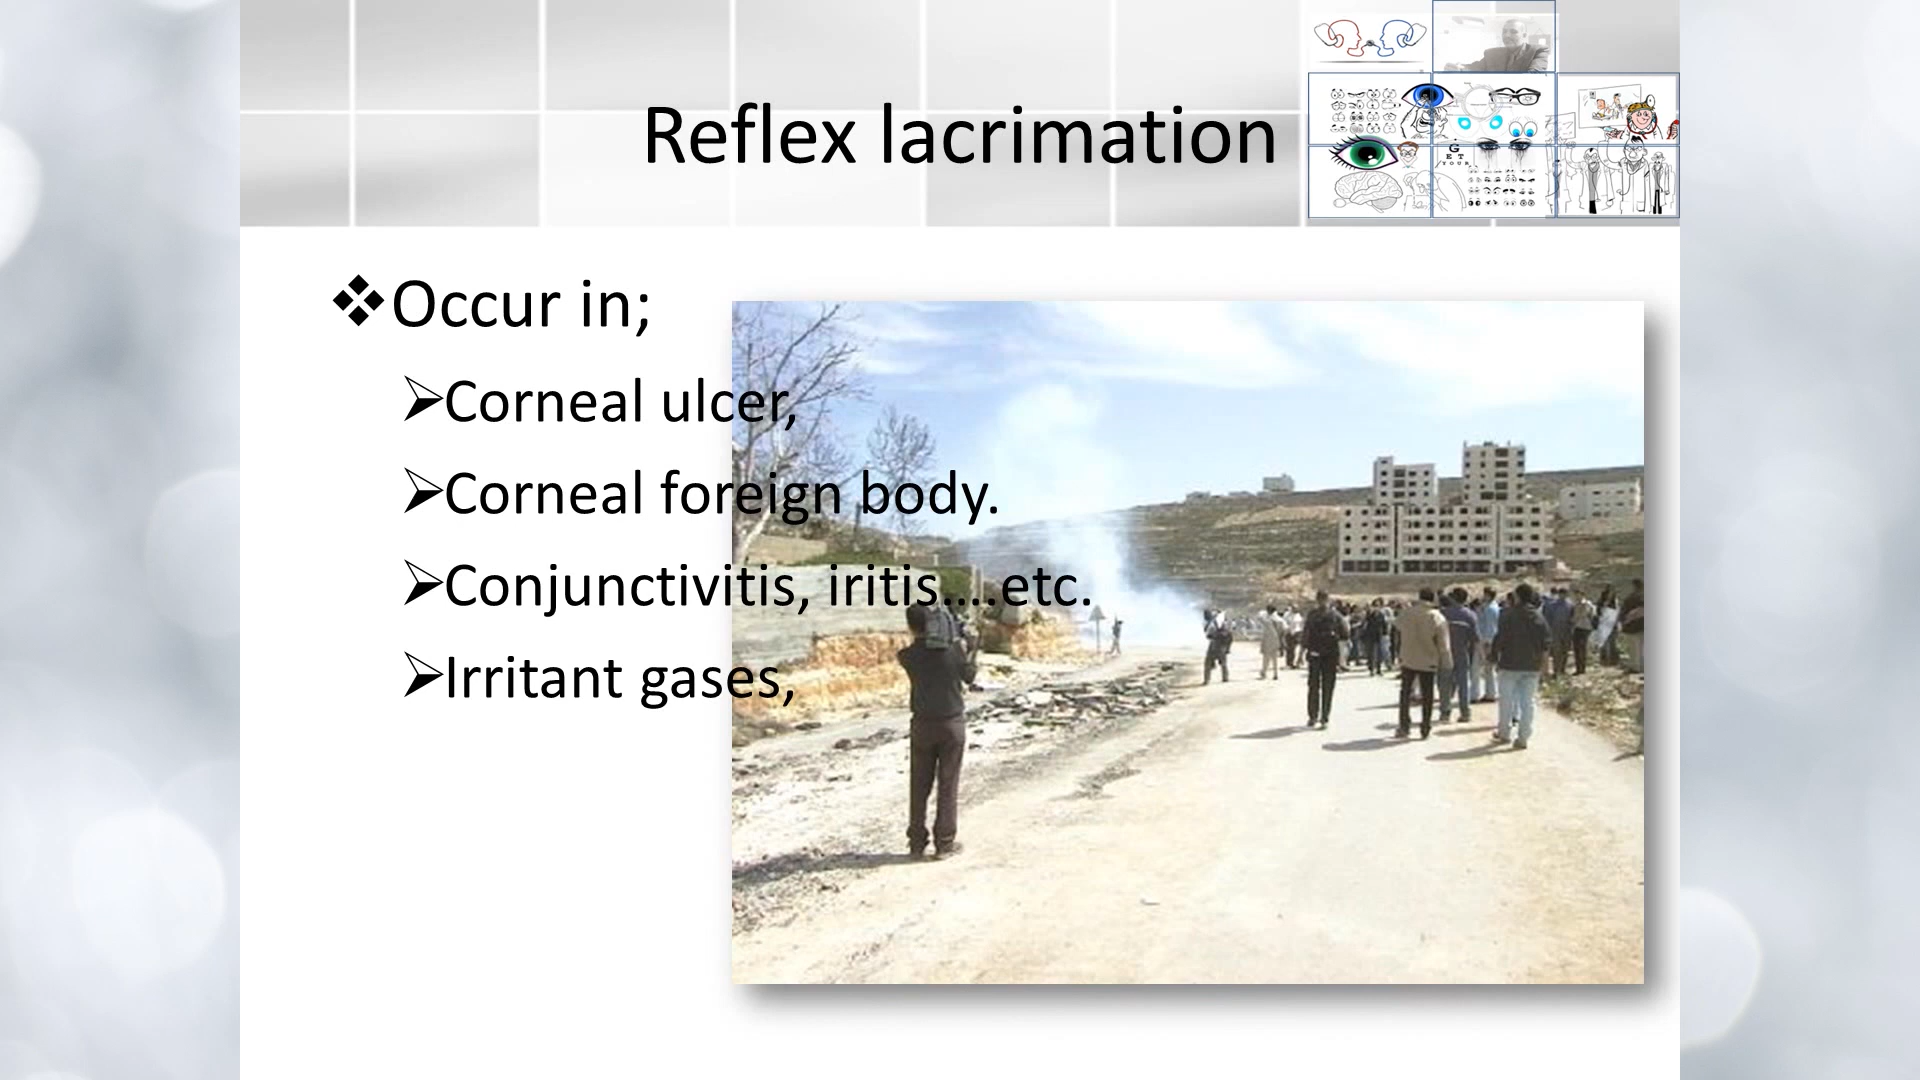 Reflex lacrimation
G
E T
Y O U R
❖Occur in;
➢Corneal ulcer,
➢Corneal foreign body.
➢Conjunctivitis, iritis….etc.
➢Irritant gases,